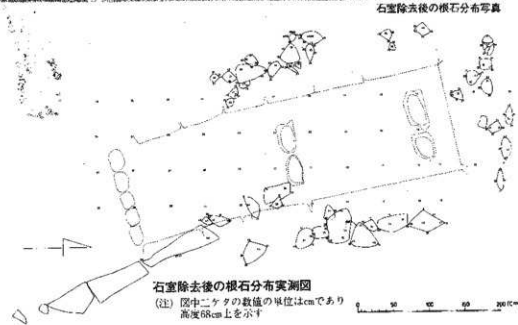 石室除去後の根石分布写真
石室除去後の根石分布実測図
(注) 図中二ケタの数値の単位はcmであり
高度68cm上を示す
0 50 100 150 200cm